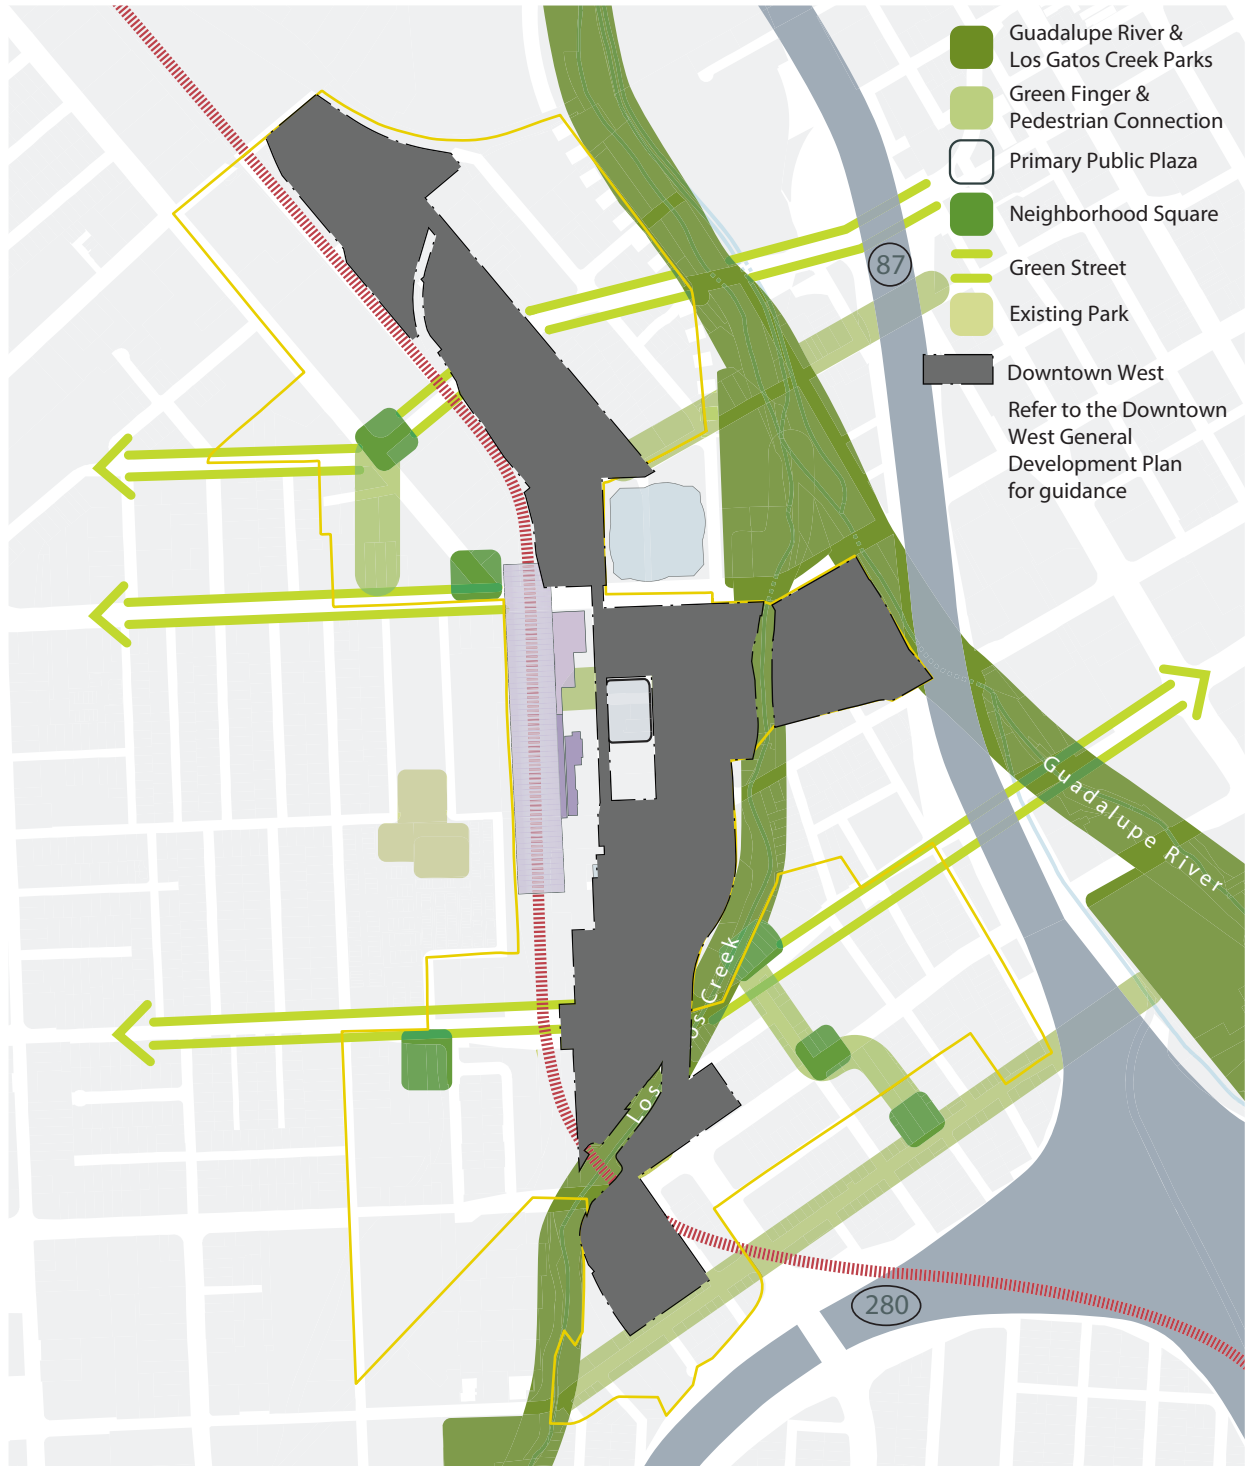 Guadalupe River &
Los Gatos Creek Parks
Green Finger &
Pedestrian Connection
Primary Public Plaza
Neighborhood Square
Green Street
Existing Park
Downtown West
Refer to the Downtown
West General
Development Plan
for guidance
87
Guadalupe River
Los
os Creek
280